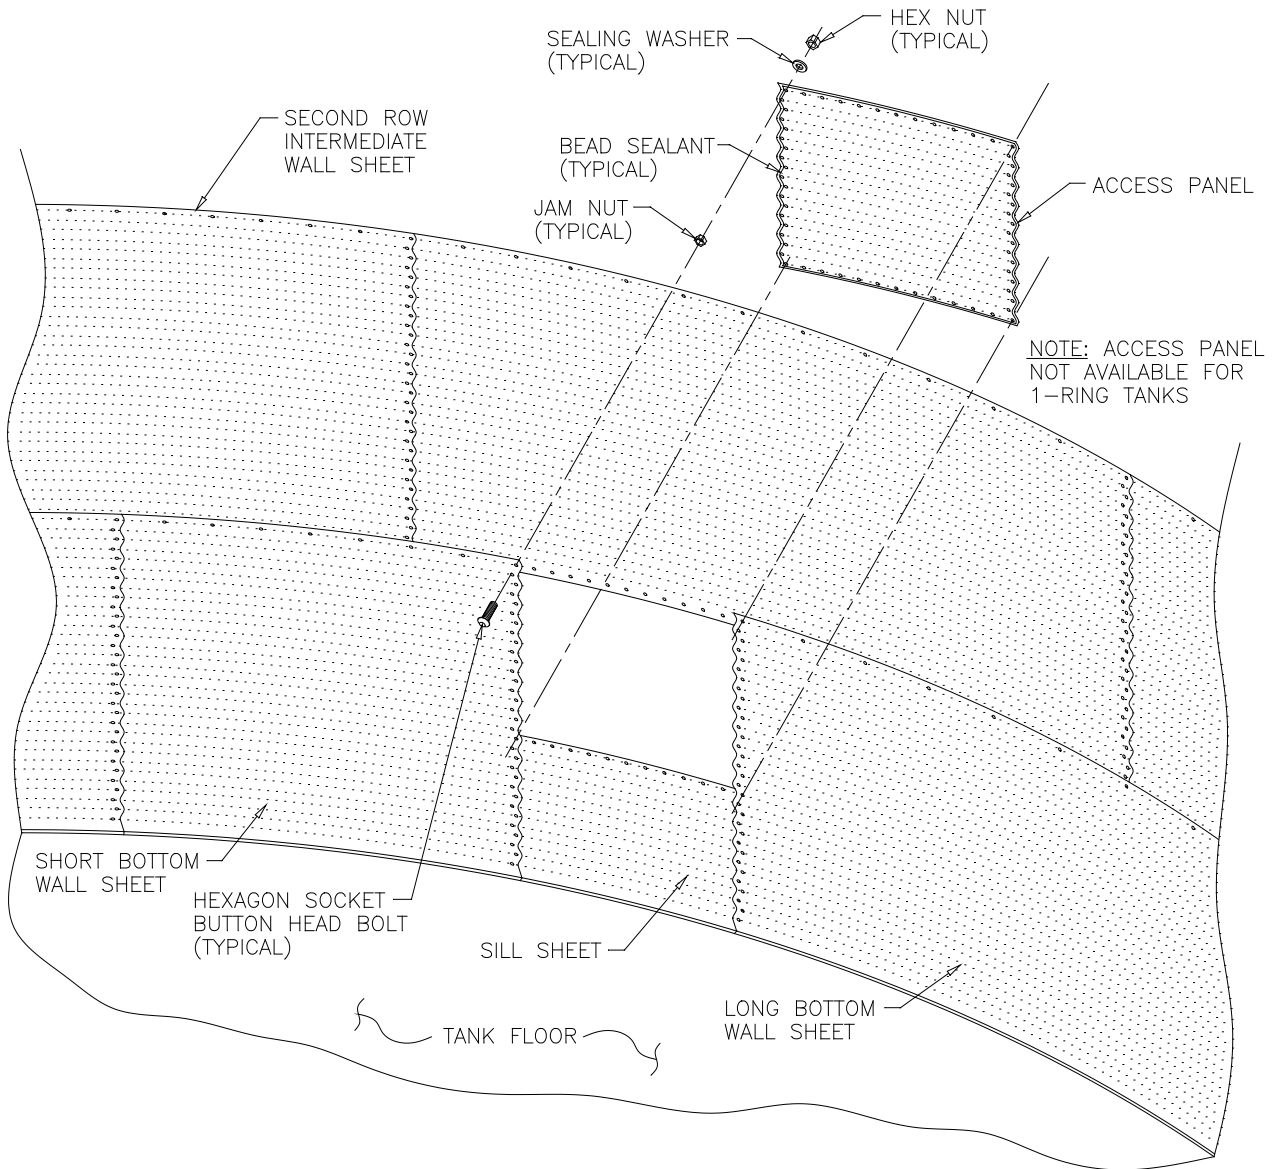 HEX NUT
(TYPICAL)
SEALING WASHER
(TYPICAL)
SECOND ROW
INTERMEDIATE
WALL SHEET
BEAD SEALANT
(TYPICAL)
ACCESS PANEL
JAM NUT
(TYPICAL)
NOTE: ACCESS PANEL
NOT AVAILABLE FOR
1-RING TANKS
SHORT BOTTOM
WALL SHEET
HEXAGON SOCKET
BUTTON HEAD BOLT
(TYPICAL)
SILL SHEET
LONG BOTTOM
WALL SHEET
TANK FLOOR